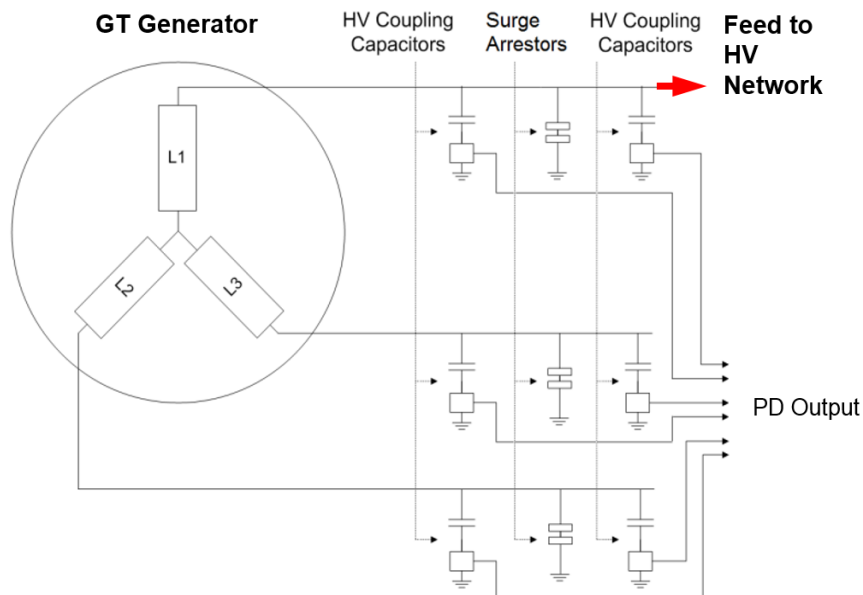 GT Generator
HV Coupling
Capacitors
Surge
Arrestors
HV Coupling
Capacitors
Feed to
HV
Network
L1
L2
L3
PD Output